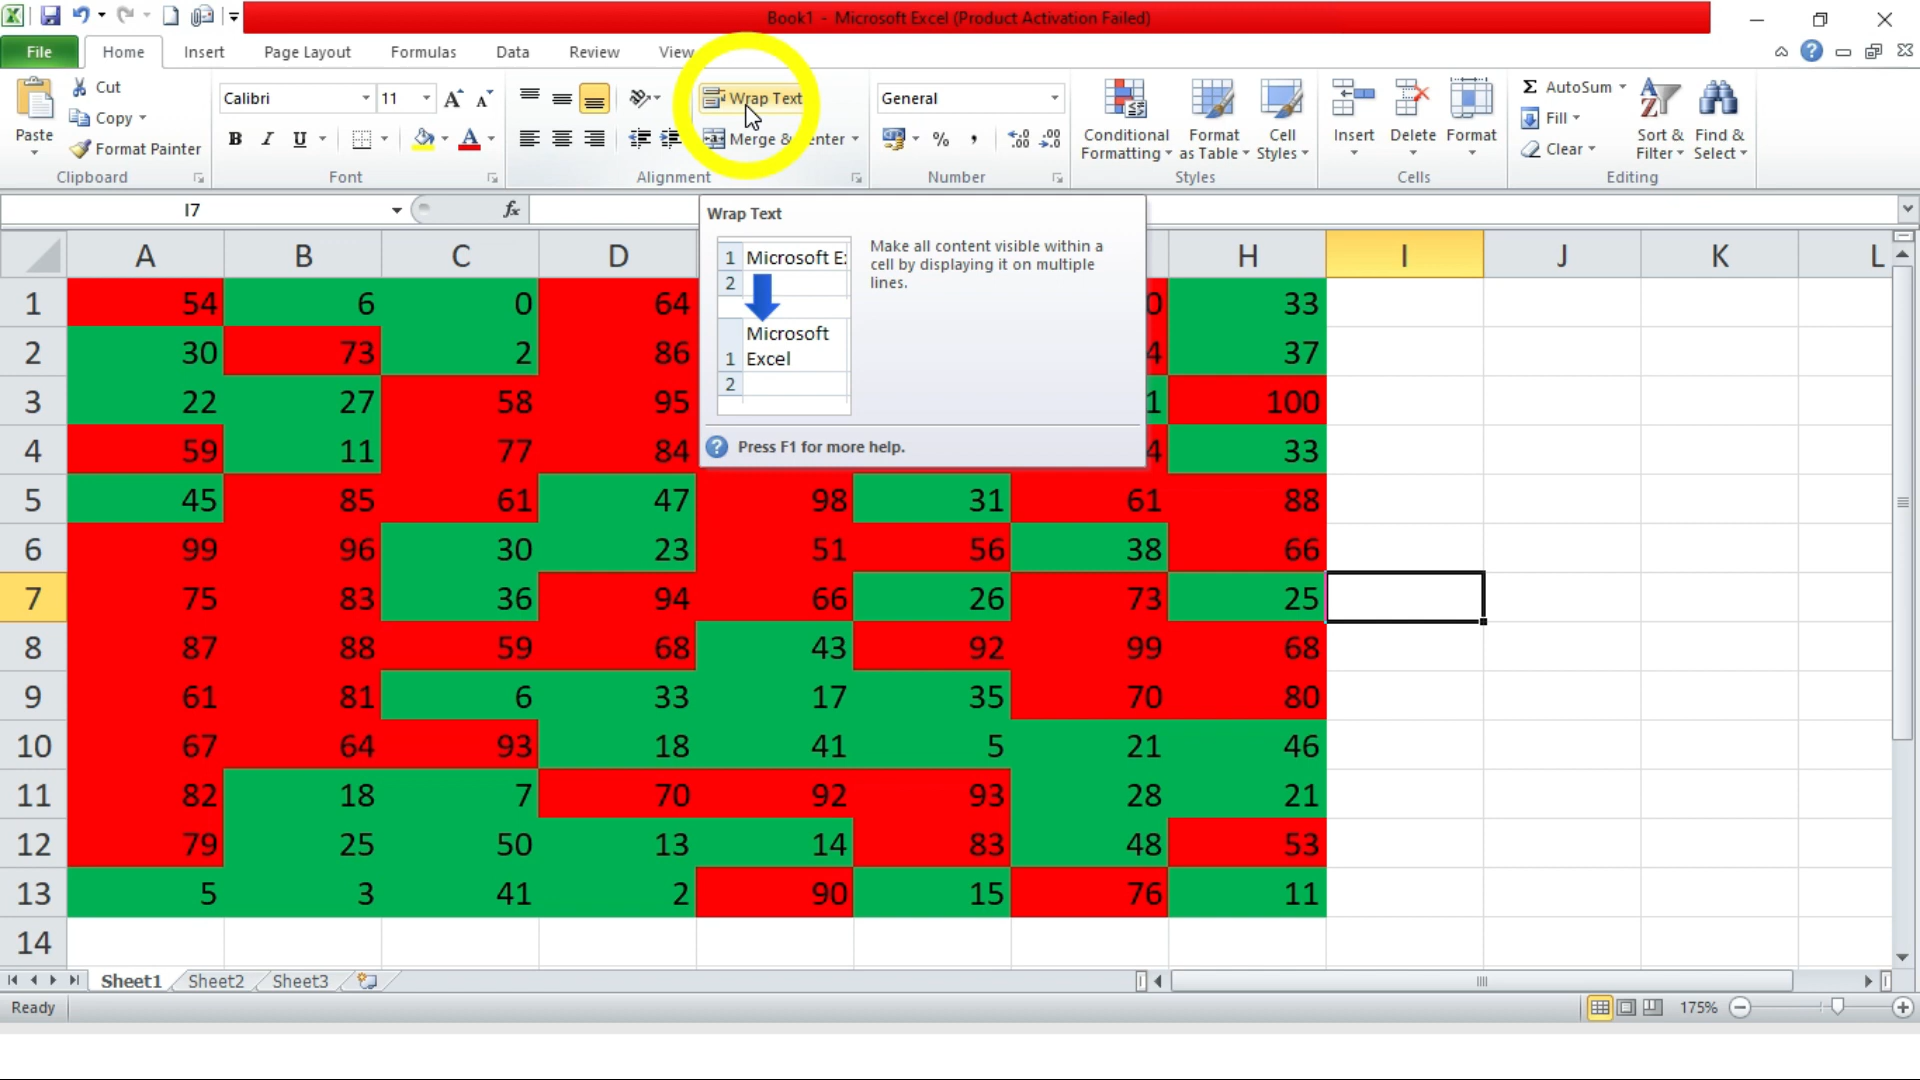 Book1 - Microsoft Excel (Product Activation Failed)
File Home Insert Page Layout Formulas Data Review View
Paste Cut Copy Format Painter Clipboard
Calibri 11 B I U Font
Wrap Text Merge & enter Alignment
General % , Number
Conditional Formatting Format as Table Cell Styles Styles
Insert Delete Format Cells
Σ AutoSum Fill Clear Sort & Filter Find & Select Editing
I7 fx
Wrap Text
1 Microsoft E
2
Microsoft
1 Excel
2
Make all content visible within a
cell by displaying it on multiple
lines.
Press F1 for more help.
A B C D H I J K L
1 54 6 0 64 0 33
2 30 73 2 86 4 37
3 22 27 58 95 1 100
4 59 11 77 84 4 33
5 45 85 61 47 98 31 61 88
6 99 96 30 23 51 56 38 66
7 75 83 36 94 66 26 73 25
8 87 88 59 68 43 92 99 68
9 61 81 6 33 17 35 70 80
10 67 64 93 18 41 5 21 46
11 82 18 7 70 92 93 28 21
12 79 25 50 13 14 83 48 53
13 5 3 41 2 90 15 76 11
14
Sheet1 Sheet2 Sheet3
Ready 175%